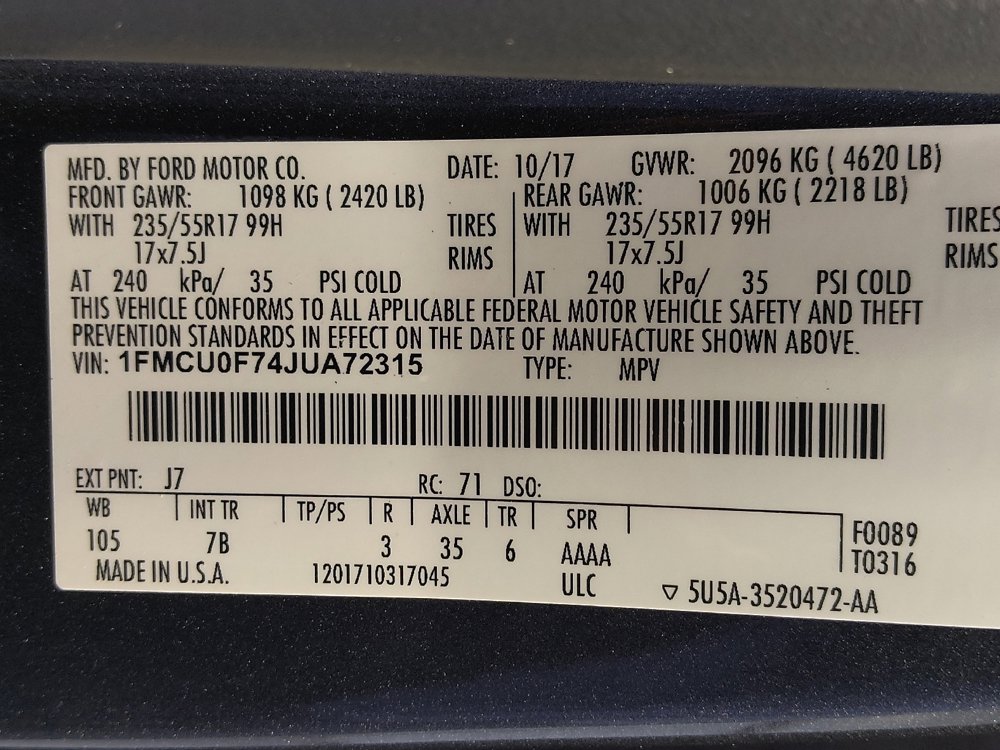 MFD. BY FORD MOTOR CO. DATE: 10/17 GVWR: 2096 KG ( 4620 LB)
FRONT GAWR: 1098 KG ( 2420 LB) REAR GAWR: 1006 KG ( 2218 LB)
WITH 235/55R17 99H TIRES WITH 235/55R17 99H TIRES
17x7.5J RIMS 17x7.5J RIMS
AT 240 kPa/ 35 PSI COLD AT 240 kPa/ 35 PSI COLD
THIS VEHICLE CONFORMS TO ALL APPLICABLE FEDERAL MOTOR VEHICLE SAFETY AND THEFT
PREVENTION STANDARDS IN EFFECT ON THE DATE OF MANUFACTURE SHOWN ABOVE.
VIN: 1FMCU0F74JUA72315 TYPE: MPV
EXT PNT: J7 RC: 71 DSO:
WB INT TR TP/PS R AXLE TR SPR F0089
105 7B 3 35 6 AAAA T0316
MADE IN U.S.A. 1201710317045 ULC ▽ 5U5A-3520472-AA